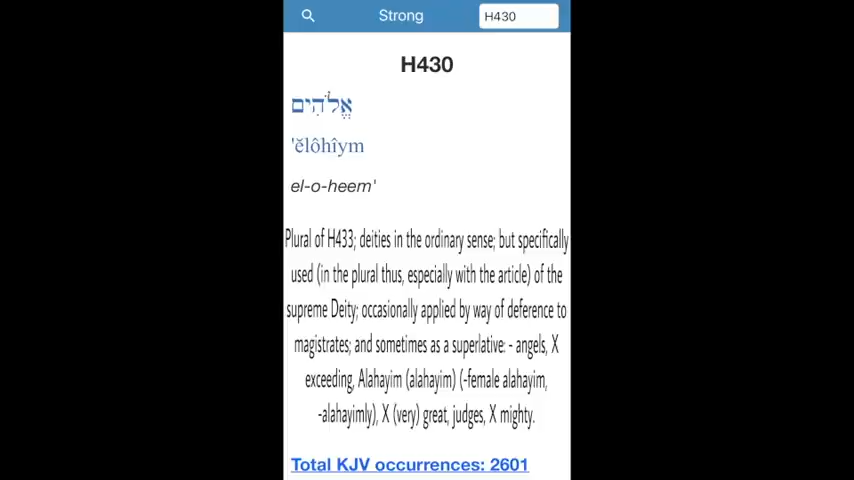 Strong
H430
H430
אֱלֹהִים
'ĕlôhîym
el-o-heem'
Plural of H433; deities in the ordinary sense; but specifically
used (in the plural thus, especially with the article) of the
supreme Deity; occasionally applied by way of deference to
magistrates; and sometimes as a superlative: - angels, X
exceeding, Alahayim (alahayim) (-female alahayim,
-alahayimly), X (very) great, judges, X mighty.
Total KJV occurrences: 2601